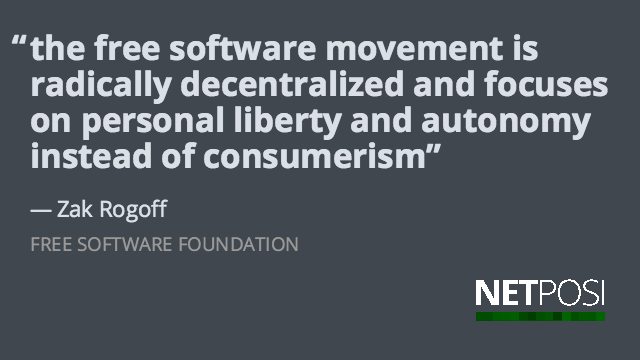 “the free software movement is
radically decentralized and focuses
on personal liberty and autonomy
instead of consumerism”
— Zak Rogoff
FREE SOFTWARE FOUNDATION
NETPOSI